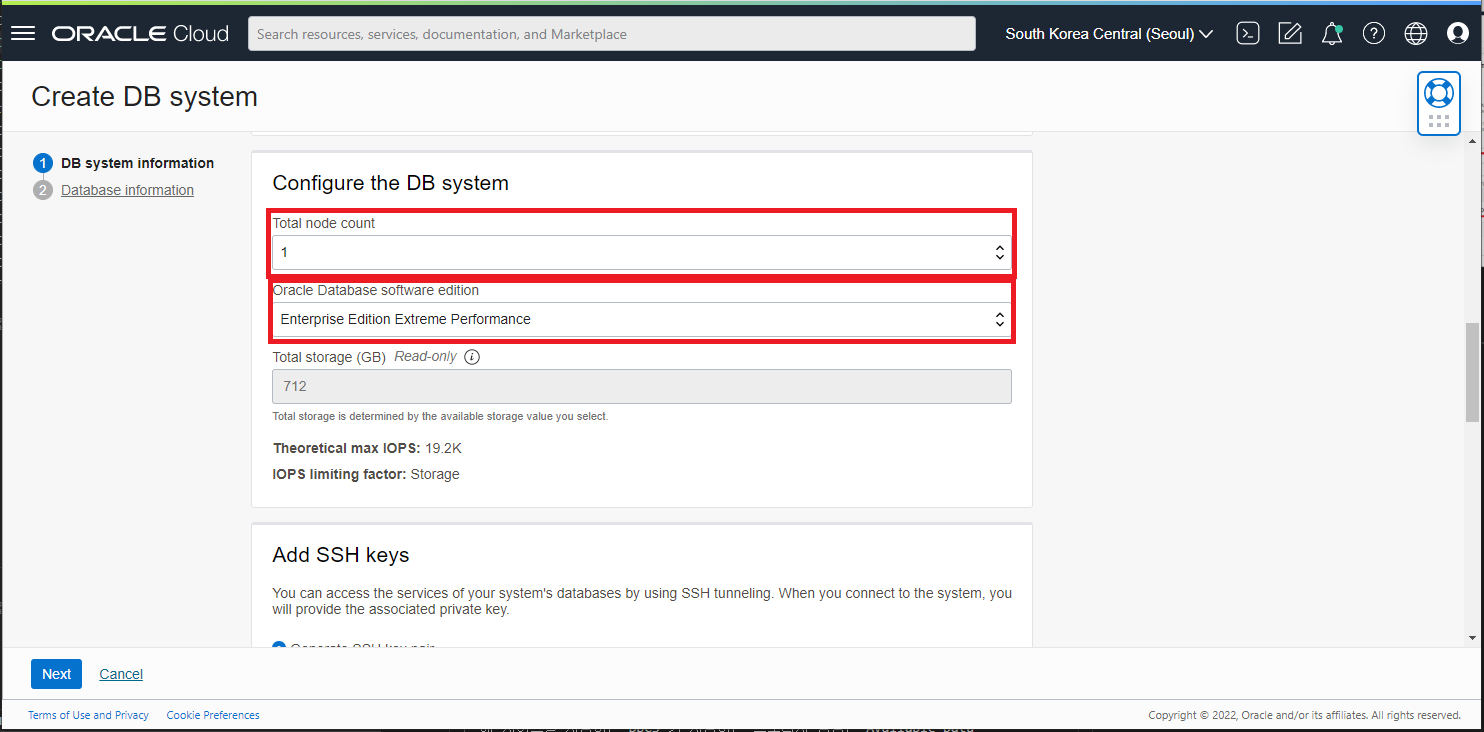 ORACLE Cloud
Search resources, services, documentation, and Marketplace
South Korea Central (Seoul)
Create DB system
1 DB system information
2 Database information
Configure the DB system
Total node count
1
Oracle Database software edition
Enterprise Edition Extreme Performance
Total storage (GB) Read-only
712
Total storage is determined by the available storage value you select.
Theoretical max IOPS: 19.2K
IOPS limiting factor: Storage
Add SSH keys
You can access the services of your system's databases by using SSH tunneling. When you connect to the system, you
will provide the associated private key.
Generate SSH key pair
Next
Cancel
Terms of Use and Privacy
Cookie Preferences
Copyright © 2022, Oracle and/or its affiliates. All rights reserved.